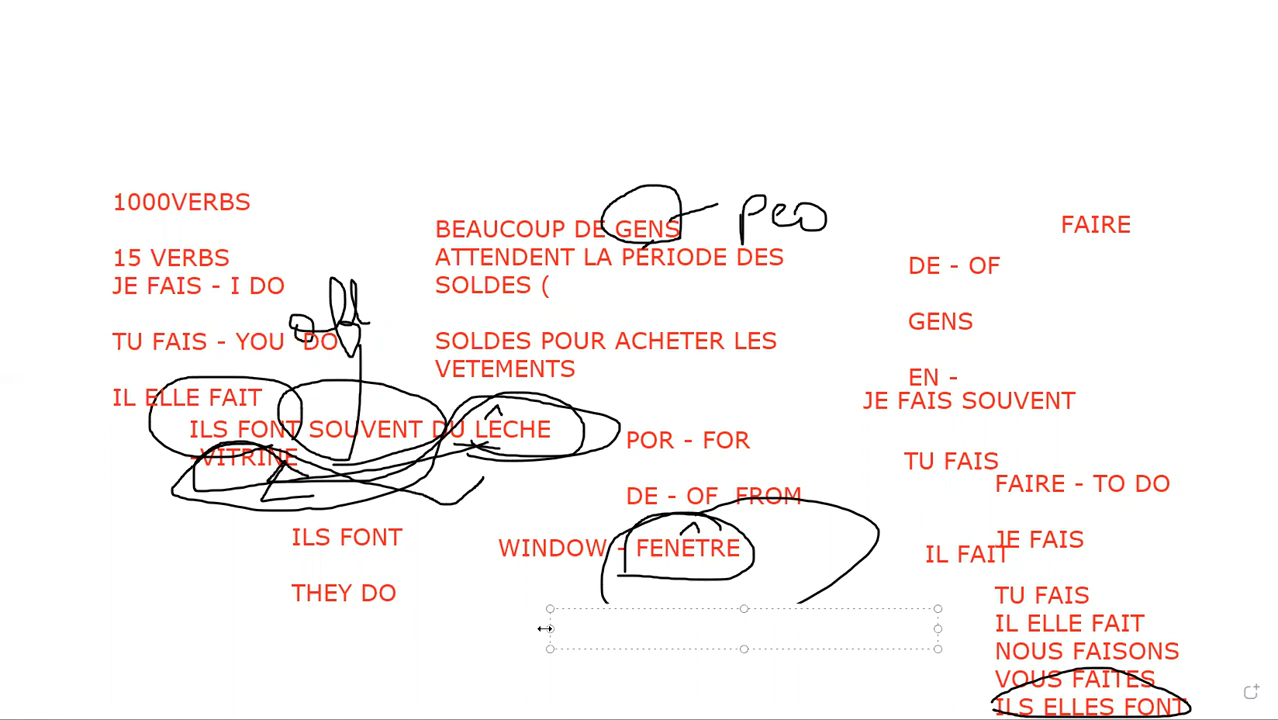 1000VERBS
15 VERBS
JE FAIS - I DO
TU FAIS - YOU DO
IL ELLE FAIT
ILS FONT SOUVENT DU LECHE
-VITRINE
ILS FONT
THEY DO
BEAUCOUP DE GENS
ATTENDENT LA PERIODE DES
SOLDES (
SOLDES POUR ACHETER LES
VETEMENTS
peo
POR - FOR
DE - OF FROM
WINDOW - FENETRE
FAIRE
DE - OF
GENS
EN -
JE FAIS SOUVENT
TU FAIS
IL FAIT
FAIRE - TO DO
JE FAIS
TU FAIS
IL ELLE FAIT
NOUS FAISONS
VOUS FAITES
ILS ELLES FONT